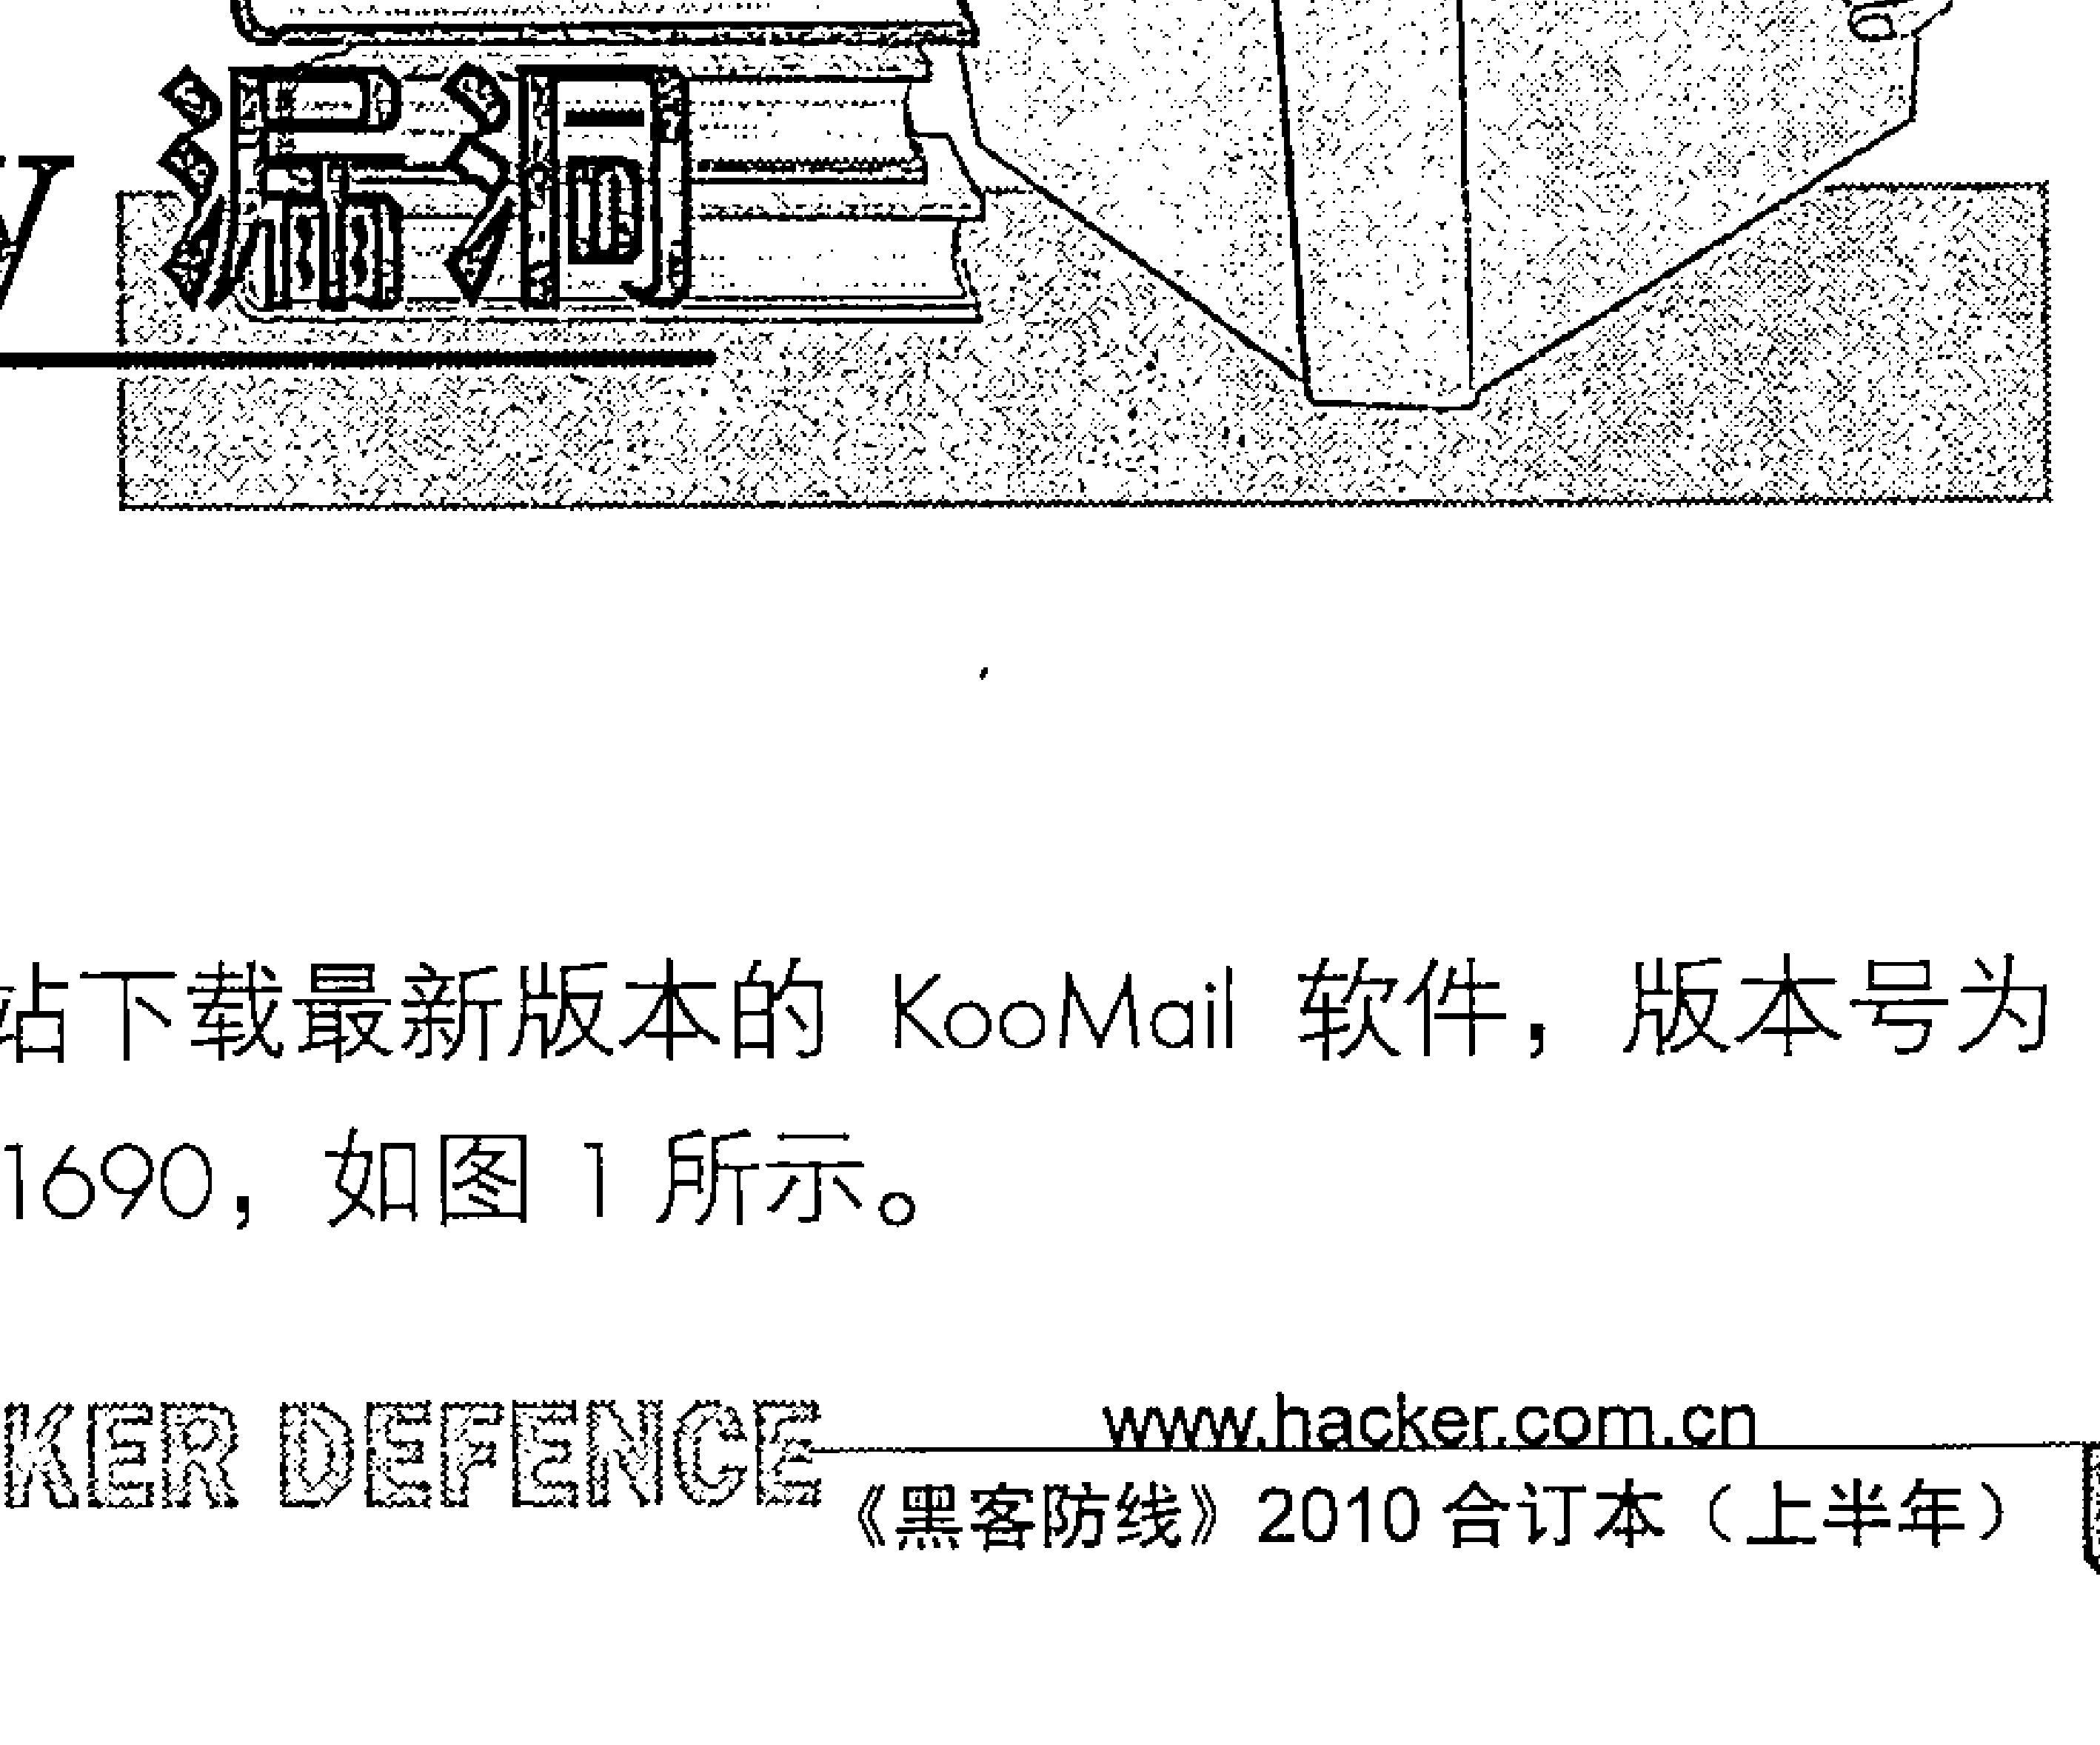 漏洞
站下载最新版本的 KooMail 软件，版本号为
1690，如图 1 所示。
KER DEFENCE
www.hacker.com.cn
《黑客防线》2010 合订本（上半年）